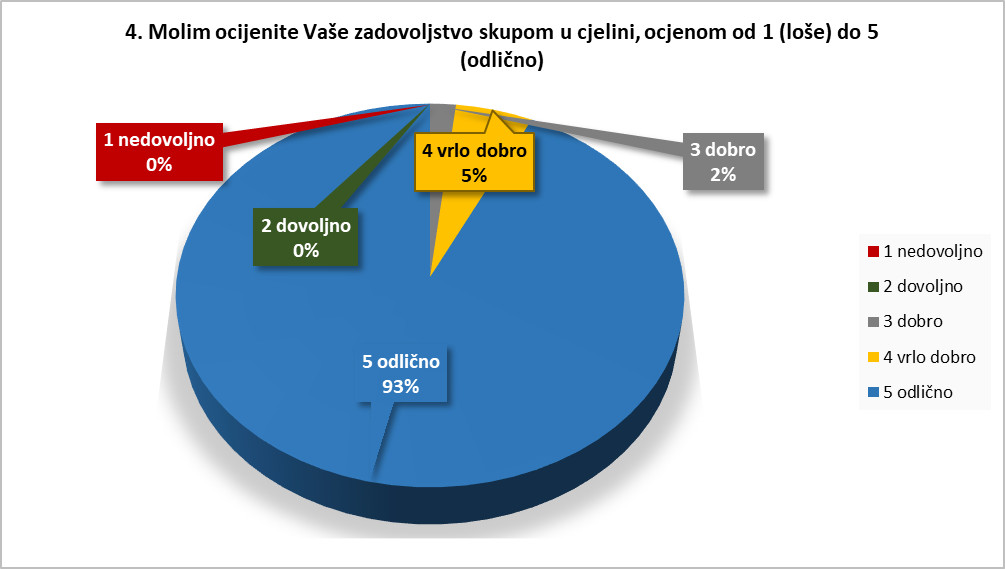 4. Molim ocijenite Vaše zadovoljstvo skupom u cjelini, ocjenom od 1 (loše) do 5
(odlično)
1 nedovoljno
0%
4 vrlo dobro
5%
3 dobro
2%
2 dovoljno
0%
5 odlično
93%
1 nedovoljno
2 dovoljno
3 dobro
4 vrlo dobro
5 odlično